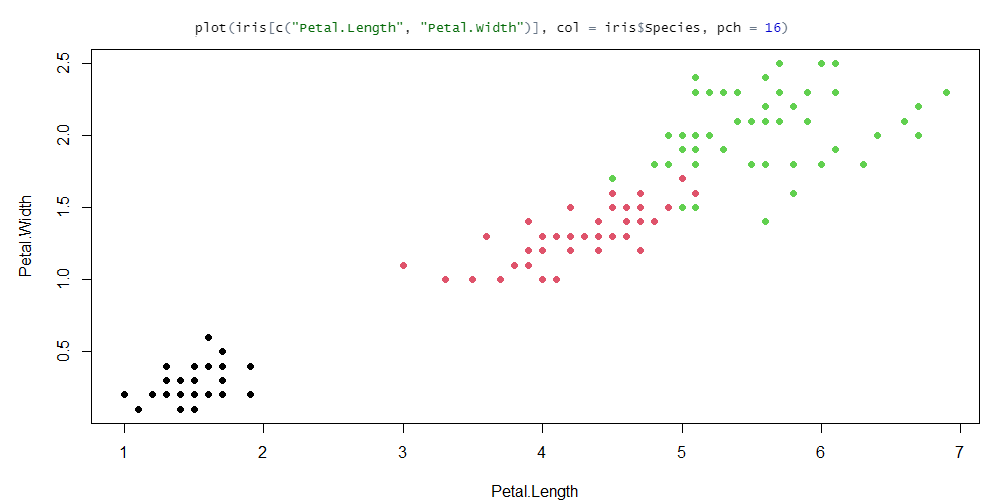 plot(iris[c("Petal.Length", "Petal.Width")], col = iris$Species, pch = 16)
2.5
2.0
1.5
1.0
0.5
Petal.Width
1 2 3 4 5 6 7
Petal.Length